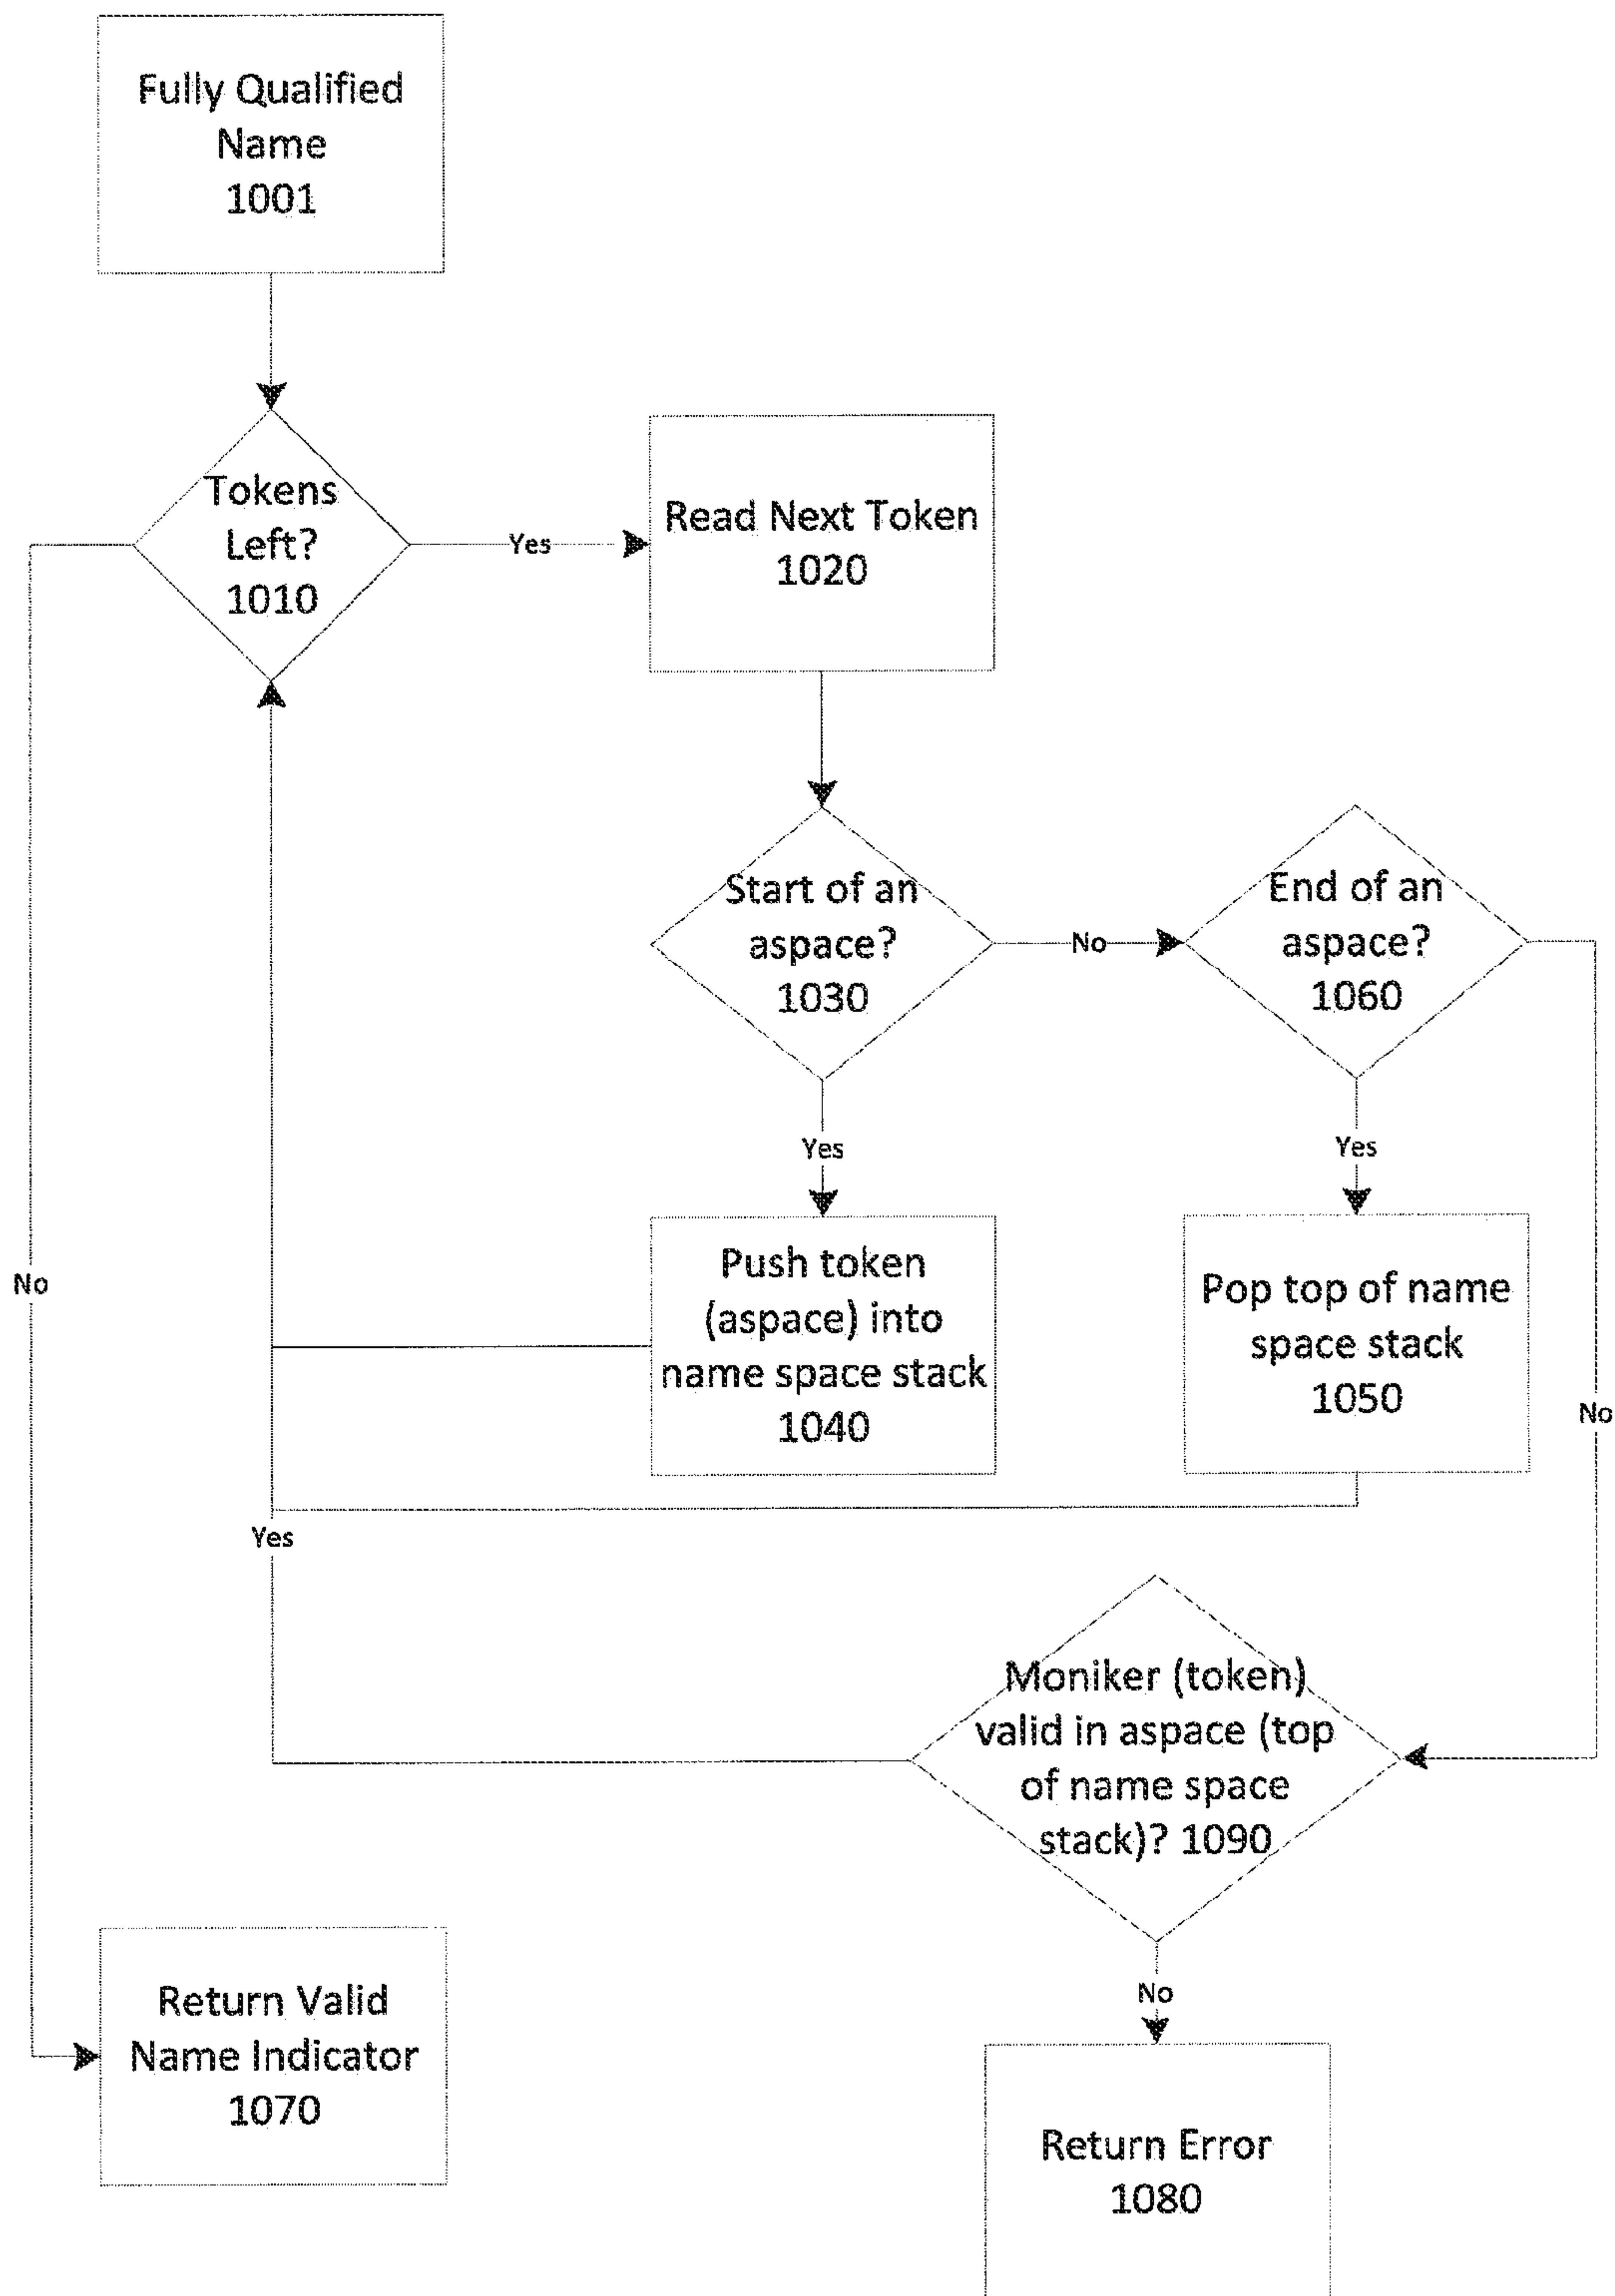 Fully Qualified
Name
1001
Tokens
Left?
1010
Yes
Read Next Token
1020
Start of an
aspace?
1030
No
End of an
aspace?
1060
Yes
Yes
No
Push token
(aspace) into
name space stack
1040
Pop top of name
space stack
1050
No
Yes
Moniker (token)
valid in aspace (top
of name space
stack)? 1090
No
Return Valid
Name Indicator
1070
Return Error
1080